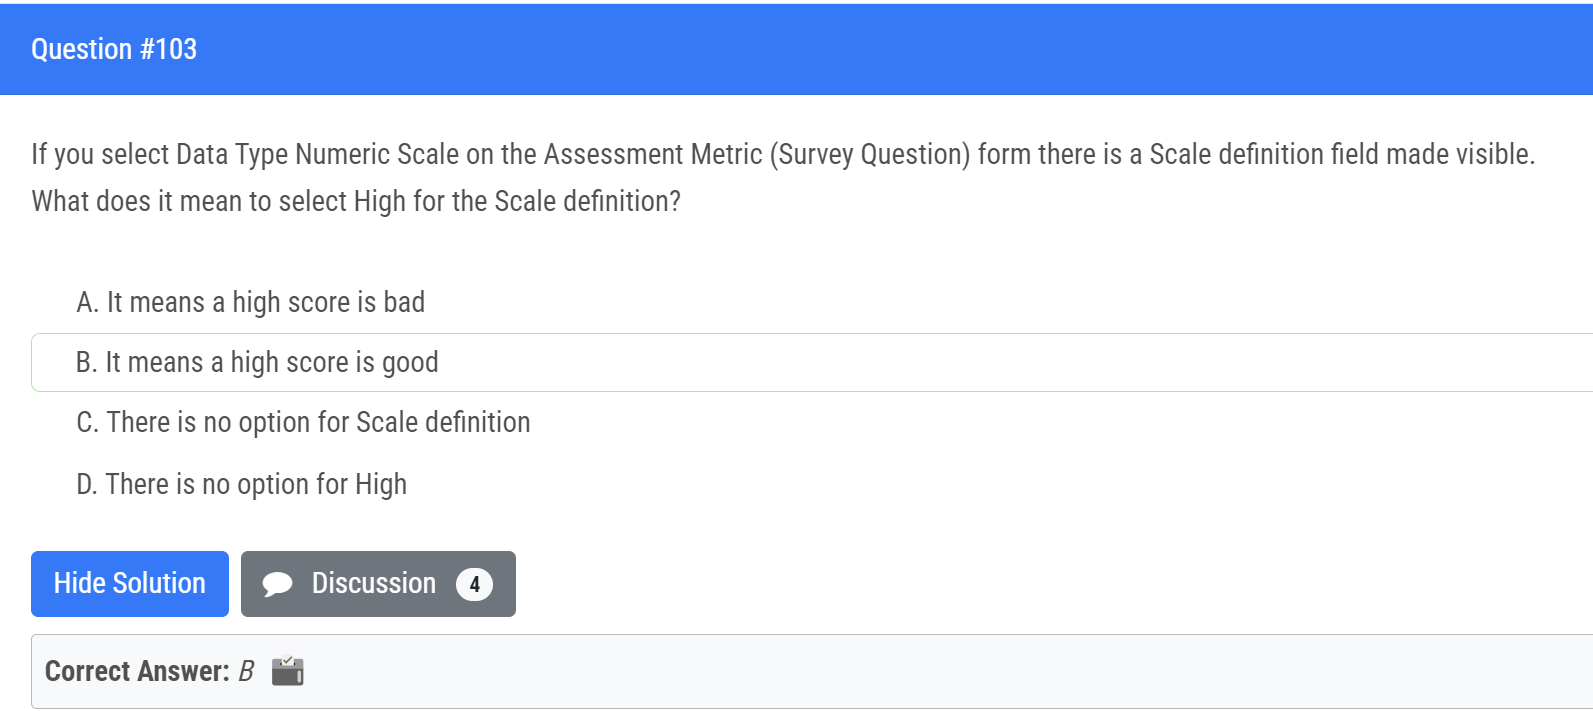 Question #103
If you select Data Type Numeric Scale on the Assessment Metric (Survey Question) form there is a Scale definition field made visible.
What does it mean to select High for the Scale definition?
A. It means a high score is bad
B. It means a high score is good
C. There is no option for Scale definition
D. There is no option for High
Hide Solution Discussion 4
Correct Answer: B